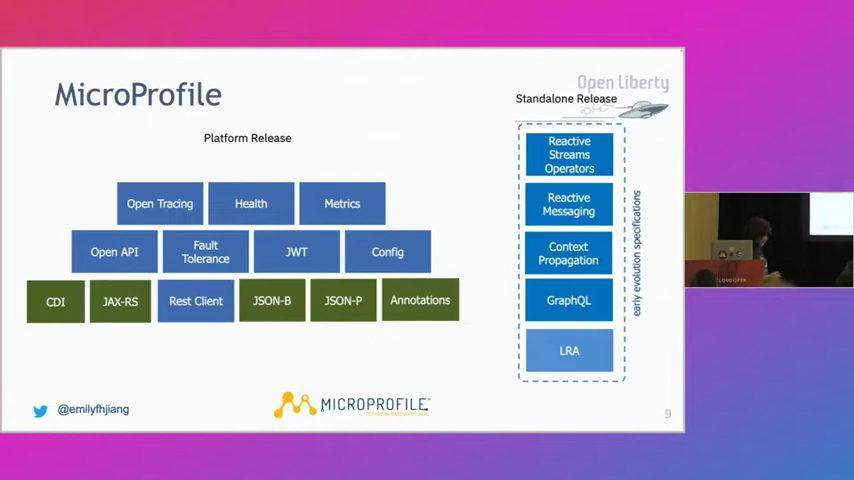 MicroProfile
Open Liberty
Standalone Release
Platform Release
Open Tracing
Health
Metrics
Open API
Fault
Tolerance
JWT
Config
CDI
JAX-RS
Rest Client
JSON-B
JSON-P
Annotations
Reactive
Streams
Operators
Reactive
Messaging
Context
Propagation
GraphQL
LRA
early evolution specifications
@emilyfhjiang
MICROPROFILE
9